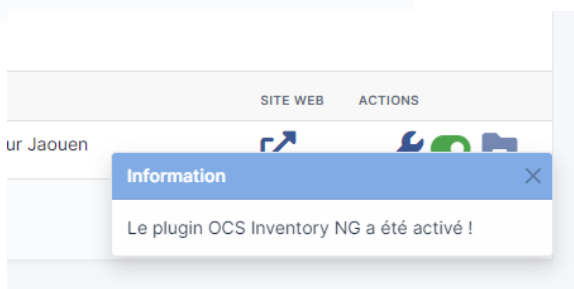 SITE WEB ACTIONS
ur Jaouen
Information
Le plugin OCS Inventory NG a été activé !